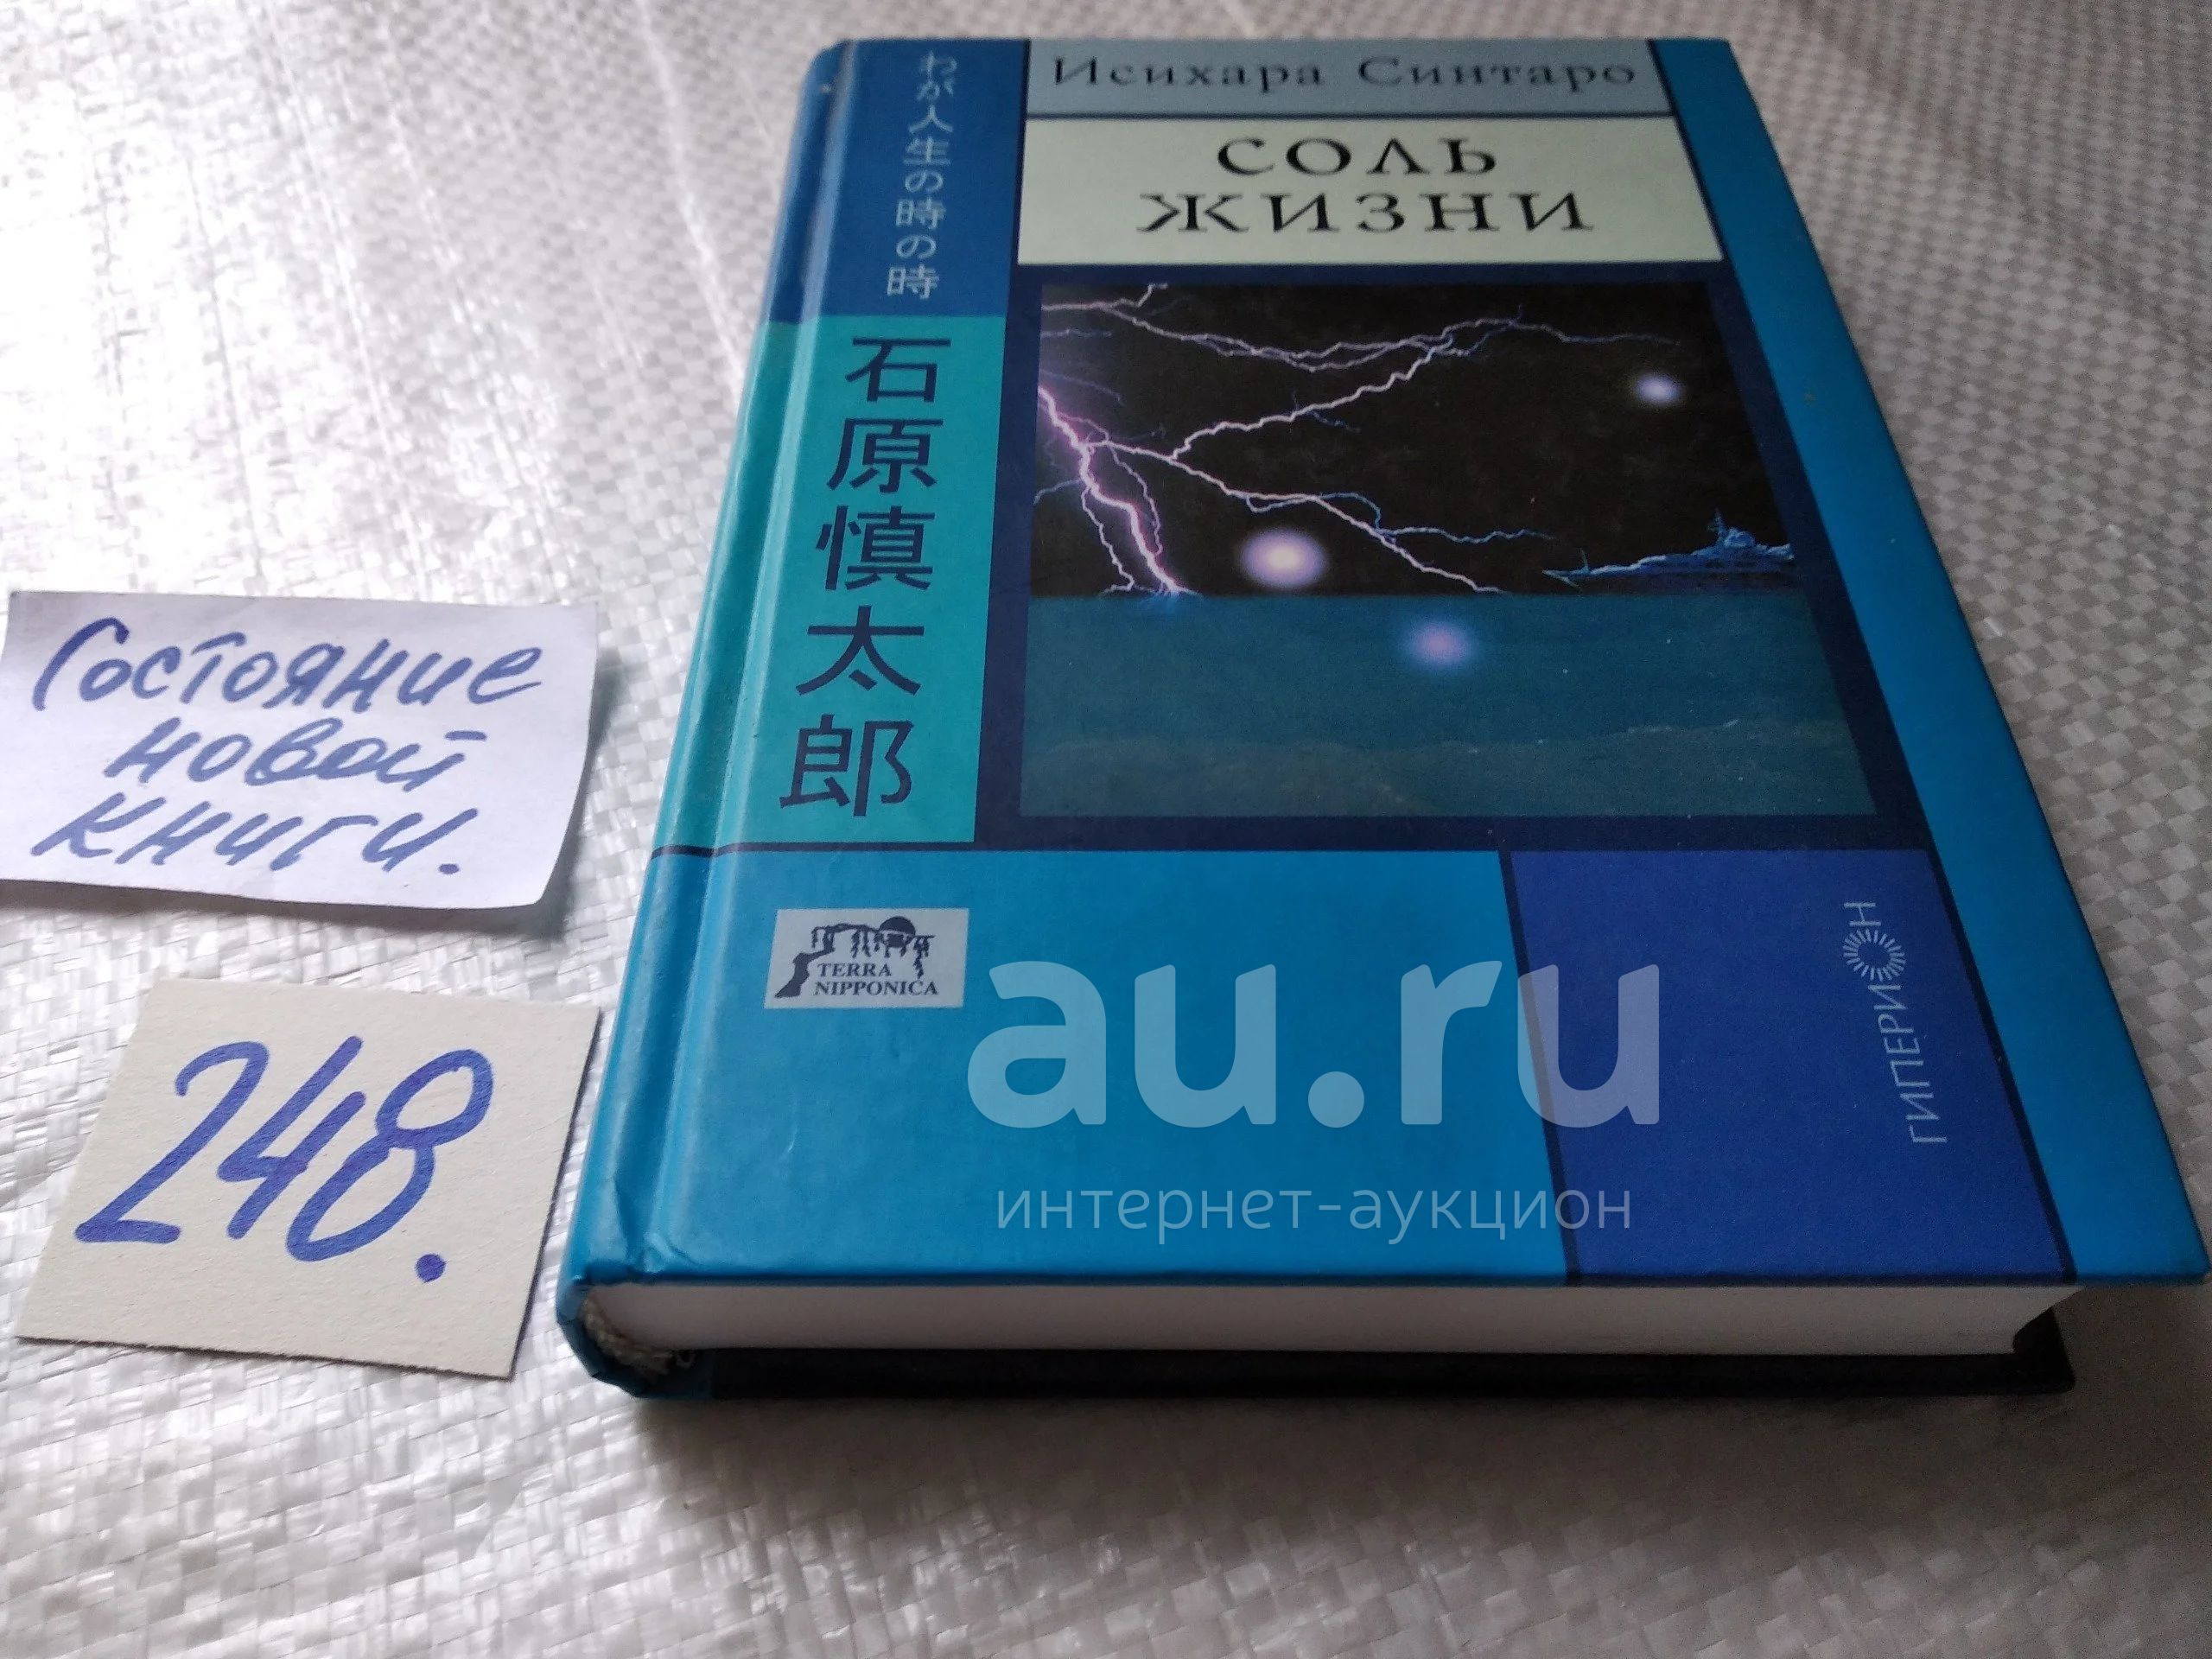 わが人生の時の時
石原慎太郎
Исихара Синтаро
СОЛЬ
ЖИЗНИ
TERRA
NIPPONICA
ГИПЕРИОН
Состояние
новой
книги.
248.
au.ru
интернет-аукцион